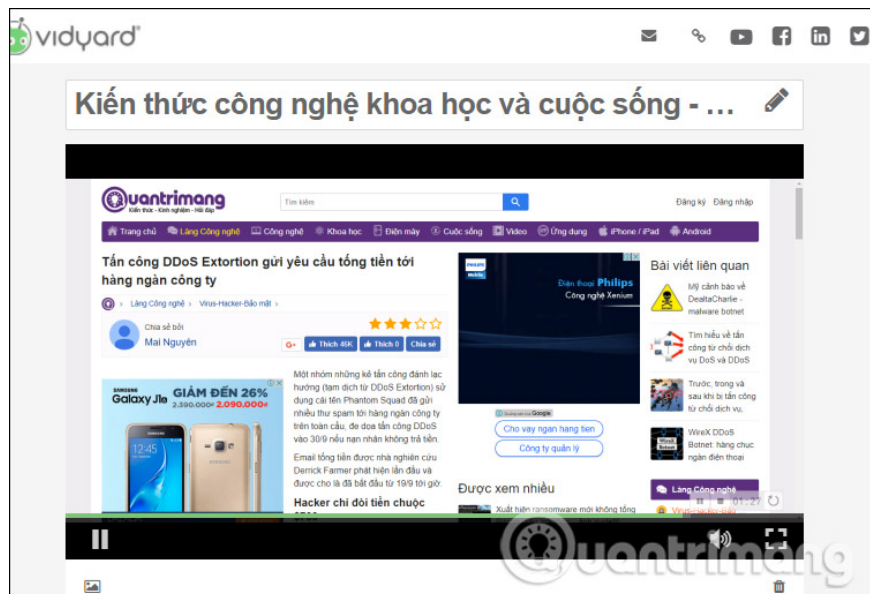 vidyard
Kiến thức công nghệ khoa học và cuộc sống - ...
Quantrimang
Kiến thức - Kinh nghiệm - Hỏi đáp
Tìm kiếm
Đăng ký Đăng nhập
Trang chủ Làng Công nghệ Công nghệ Khoa học Điện máy Cuộc sống Video Ứng dụng iPhone / iPad Android
Tấn công DDoS Extortion gửi yêu cầu tống tiền tới
hàng ngàn công ty
Làng Công nghệ › Virus-Hacker-Bảo mật ›
Chia sẻ bởi
Mai Nguyên
G+ Thích 46K Thích 0 Chia sẻ
SAMSUNG
Galaxy J1e GIẢM ĐẾN 26%
2.390.000đ 2.090.000đ
12:45
Một nhóm những kẻ tấn công đánh lạc
hướng (tạm dịch từ DDoS Extortion) sử
dụng cái tên Phantom Squad đã gửi
nhiều thư spam tới hàng ngàn công ty
trên toàn cầu, đe dọa tấn công DDoS
vào 30/9 nếu nạn nhân không trả tiền.
Email tống tiền được nhà nghiên cứu
Derrick Farmer phát hiện lần đầu và
được cho là đã bắt đầu từ 19/9 tới giờ.
Hacker chỉ đòi tiền chuộc
PHILIPS
Mobile
Điện thoại Philips
Công nghệ Xenium
Google
Cho vay ngan hang tien
Công ty quản lý
Được xem nhiều
Xuất hiện ransomware mới không tống
Bài viết liên quan
Mỹ cảnh báo về
DealtaCharlie -
malware botnet
Tìm hiểu về tấn
công từ chối dịch
vụ DoS và DDoS
Trước, trong và
sau khi bị tấn công
từ chối dịch vụ,
WireX DDoS
Botnet: hàng chục
ngàn điện thoại
WireX
Botnet
Làng Công nghệ
01:27
Virus-Hacker-Bảo
Quantrimang